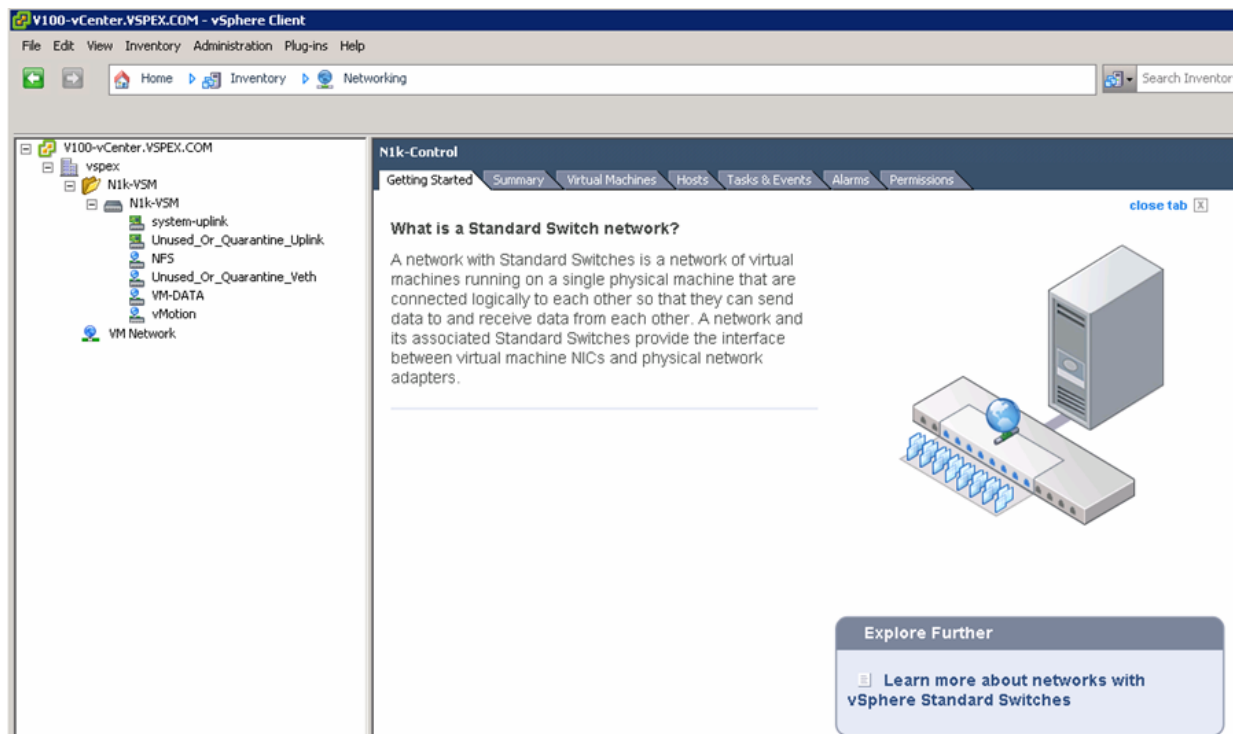 V100-vCenter.VSPEX.COM - vSphere Client
File Edit View Inventory Administration Plug-ins Help
Home Inventory Networking Search Inventor
V100-vCenter.VSPEX.COM
vspex
N1k-VSM
N1k-VSM
system-uplink
Unused_Or_Quarantine_Uplink
NFS
Unused_Or_Quarantine_Veth
VM-DATA
vMotion
VM Network
N1k-Control
Getting Started Summary Virtual Machines Hosts Tasks & Events Alarms Permissions
close tab X
What is a Standard Switch network?
A network with Standard Switches is a network of virtual
machines running on a single physical machine that are
connected logically to each other so that they can send
data to and receive data from each other. A network and
its associated Standard Switches provide the interface
between virtual machine NICs and physical network
adapters.
Explore Further
Learn more about networks with
vSphere Standard Switches